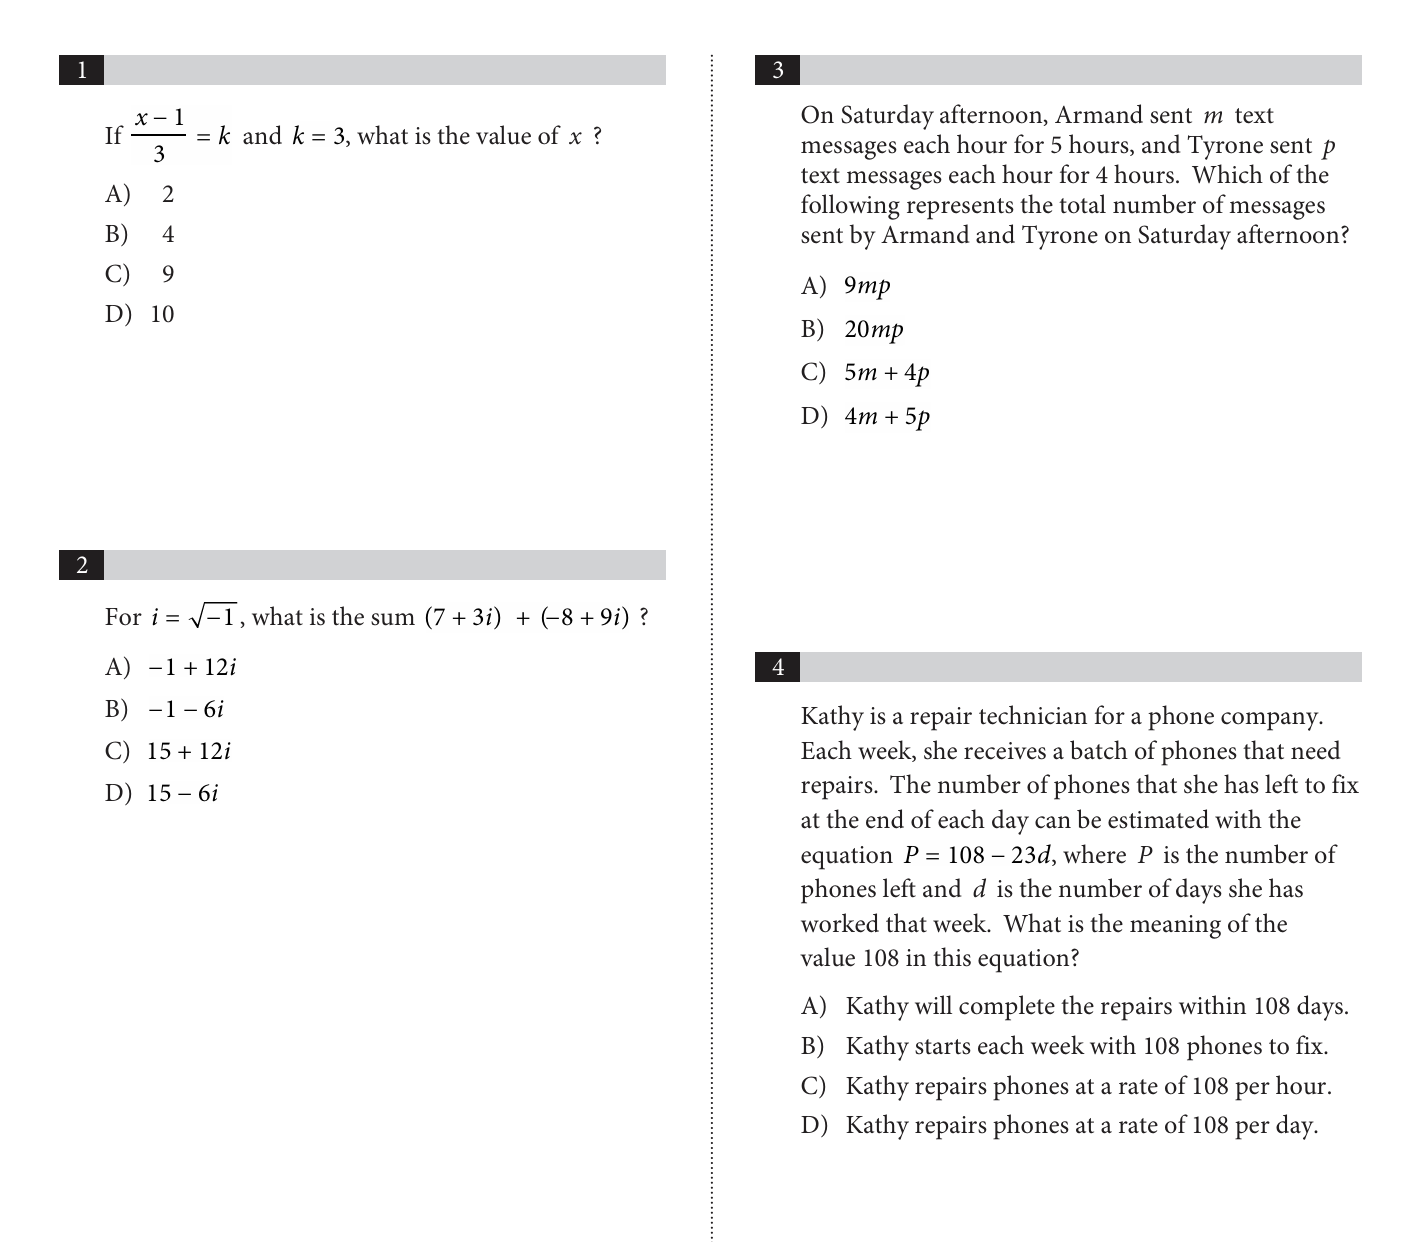 1
If (x − 1)/3 = k and k = 3, what is the value of x ?
A) 2
B) 4
C) 9
D) 10
2
For i = √−1, what is the sum (7 + 3i) + (−8 + 9i) ?
A) −1 + 12i
B) −1 − 6i
C) 15 + 12i
D) 15 − 6i
3
On Saturday afternoon, Armand sent m text
messages each hour for 5 hours, and Tyrone sent p
text messages each hour for 4 hours. Which of the
following represents the total number of messages
sent by Armand and Tyrone on Saturday afternoon?
A) 9mp
B) 20mp
C) 5m + 4p
D) 4m + 5p
4
Kathy is a repair technician for a phone company.
Each week, she receives a batch of phones that need
repairs. The number of phones that she has left to fix
at the end of each day can be estimated with the
equation P = 108 − 23d, where P is the number of
phones left and d is the number of days she has
worked that week. What is the meaning of the
value 108 in this equation?
A) Kathy will complete the repairs within 108 days.
B) Kathy starts each week with 108 phones to fix.
C) Kathy repairs phones at a rate of 108 per hour.
D) Kathy repairs phones at a rate of 108 per day.